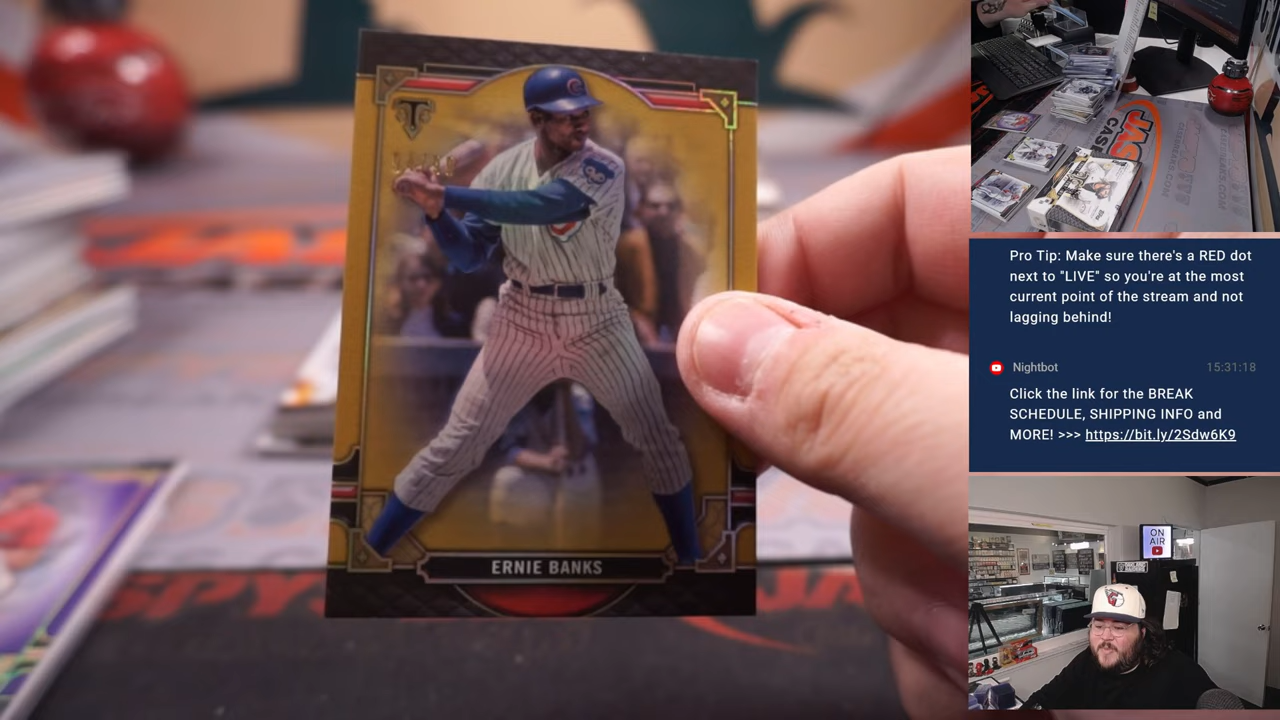 ERNIE BANKS
Pro Tip: Make sure there's a RED dot
next to "LIVE" so you're at the most
current point of the stream and not
lagging behind!
Nightbot
15:31:18
Click the link for the BREAK
SCHEDULE, SHIPPING INFO and
MORE! >>> https://bit.ly/2Sdw6K9
ON
AIR